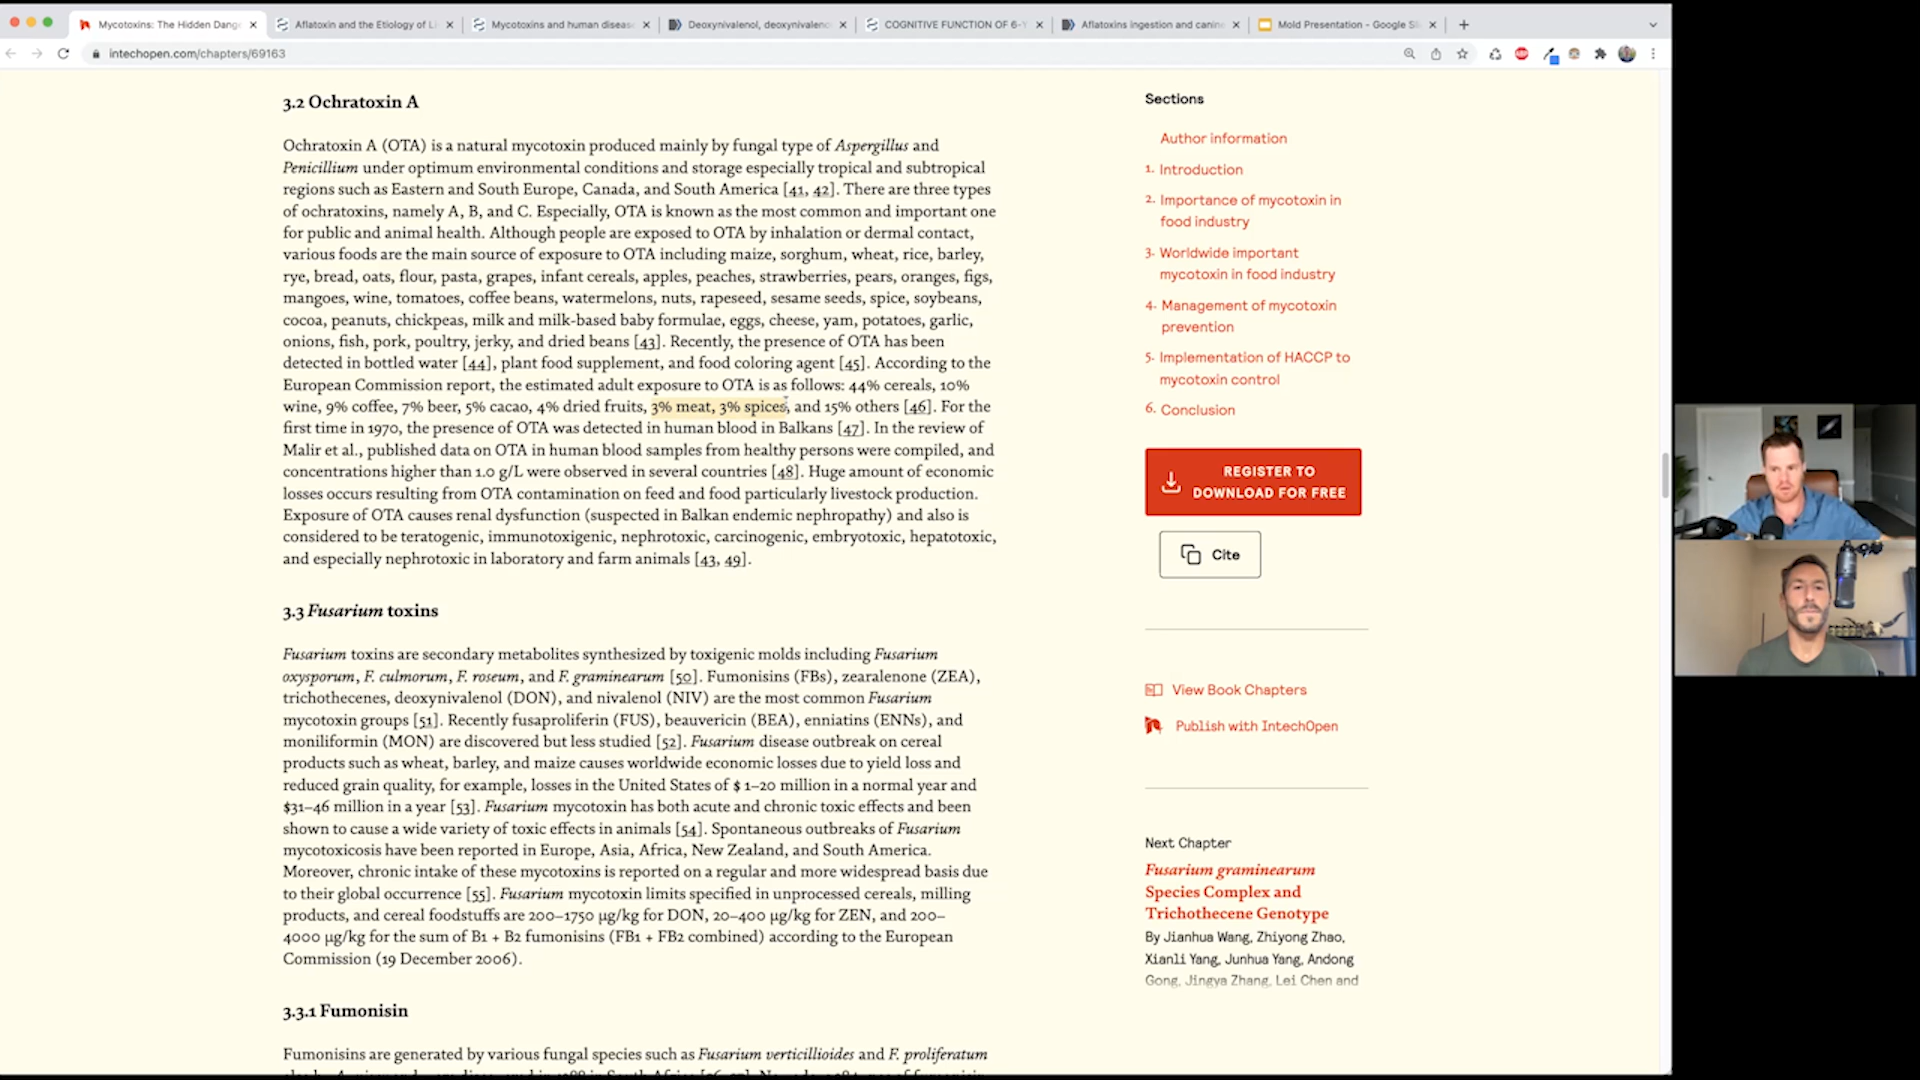 Mycotoxins: The Hidden Dang
Aflatoxin and the Etiology of Li
Mycotoxins and human diseas
Deoxynivalenol, deoxynivaleno
COGNITIVE FUNCTION OF 6-Y
Aflatoxins ingestion and canin
Mold Presentation - Google Sli
intechopen.com/chapters/69163
3.2 Ochratoxin A
Ochratoxin A (OTA) is a natural mycotoxin produced mainly by fungal type of Aspergillus and
Penicillium under optimum environmental conditions and storage especially tropical and subtropical
regions such as Eastern and South Europe, Canada, and South America [41, 42]. There are three types
of ochratoxins, namely A, B, and C. Especially, OTA is known as the most common and important one
for public and animal health. Although people are exposed to OTA by inhalation or dermal contact,
various foods are the main source of exposure to OTA including maize, sorghum, wheat, rice, barley,
rye, bread, oats, flour, pasta, grapes, infant cereals, apples, peaches, strawberries, pears, oranges, figs,
mangoes, wine, tomatoes, coffee beans, watermelons, nuts, rapeseed, sesame seeds, spice, soybeans,
cocoa, peanuts, chickpeas, milk and milk-based baby formulae, eggs, cheese, yam, potatoes, garlic,
onions, fish, pork, poultry, jerky, and dried beans [43]. Recently, the presence of OTA has been
detected in bottled water [44], plant food supplement, and food coloring agent [45]. According to the
European Commission report, the estimated adult exposure to OTA is as follows: 44% cereals, 10%
wine, 9% coffee, 7% beer, 5% cacao, 4% dried fruits, 3% meat, 3% spices, and 15% others [46]. For the
first time in 1970, the presence of OTA was detected in human blood in Balkans [47]. In the review of
Malir et al., published data on OTA in human blood samples from healthy persons were compiled, and
concentrations higher than 1.0 g/L were observed in several countries [48]. Huge amount of economic
losses occurs resulting from OTA contamination on feed and food particularly livestock production.
Exposure of OTA causes renal dysfunction (suspected in Balkan endemic nephropathy) and also is
considered to be teratogenic, immunotoxigenic, nephrotoxic, carcinogenic, embryotoxic, hepatotoxic,
and especially nephrotoxic in laboratory and farm animals [43, 49].
3.3 Fusarium toxins
Fusarium toxins are secondary metabolites synthesized by toxigenic molds including Fusarium
oxysporum, F. culmorum, F. roseum, and F. graminearum [50]. Fumonisins (FBs), zearalenone (ZEA),
trichothecenes, deoxynivalenol (DON), and nivalenol (NIV) are the most common Fusarium
mycotoxin groups [51]. Recently fusaproliferin (FUS), beauvericin (BEA), enniatins (ENNs), and
moniliformin (MON) are discovered but less studied [52]. Fusarium disease outbreak on cereal
products such as wheat, barley, and maize causes worldwide economic losses due to yield loss and
reduced grain quality, for example, losses in the United States of $ 1–20 million in a normal year and
$31–46 million in a year [53]. Fusarium mycotoxin has both acute and chronic toxic effects and been
shown to cause a wide variety of toxic effects in animals [54]. Spontaneous outbreaks of Fusarium
mycotoxicosis have been reported in Europe, Asia, Africa, New Zealand, and South America.
Moreover, chronic intake of these mycotoxins is reported on a regular and more widespread basis due
to their global occurrence [55]. Fusarium mycotoxin limits specified in unprocessed cereals, milling
products, and cereal foodstuffs are 200–1750 μg/kg for DON, 20–400 μg/kg for ZEN, and 200–
4000 μg/kg for the sum of B1 + B2 fumonisins (FB1 + FB2 combined) according to the European
Commission (19 December 2006).
3.3.1 Fumonisin
Fumonisins are generated by various fungal species such as Fusarium verticillioides and F. proliferatum
Sections
Author information
1. Introduction
2. Importance of mycotoxin in
food industry
3. Worldwide important
mycotoxin in food industry
4. Management of mycotoxin
prevention
5. Implementation of HACCP to
mycotoxin control
6. Conclusion
REGISTER TO
DOWNLOAD FOR FREE
Cite
View Book Chapters
Publish with IntechOpen
Next Chapter
Fusarium graminearum
Species Complex and
Trichothecene Genotype
By Jianhua Wang, Zhiyong Zhao,
Xianli Yang, Junhua Yang, Andong
Gong, Jingya Zhang, Lei Chen and